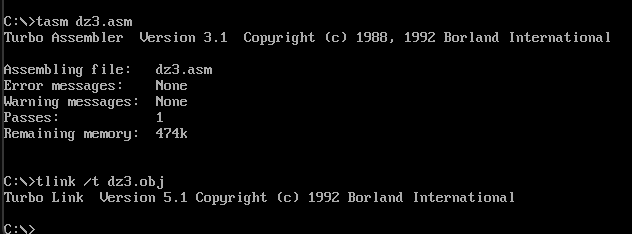 C:\>tasm dz3.asm
Turbo Assembler  Version 3.1  Copyright (c) 1988, 1992 Borland International
Assembling file:   dz3.asm
Error messages:    None
Warning messages:  None
Passes:            1
Remaining memory:  474k
C:\>tlink /t dz3.obj
Turbo Link  Version 5.1 Copyright (c) 1992 Borland International
C:\>